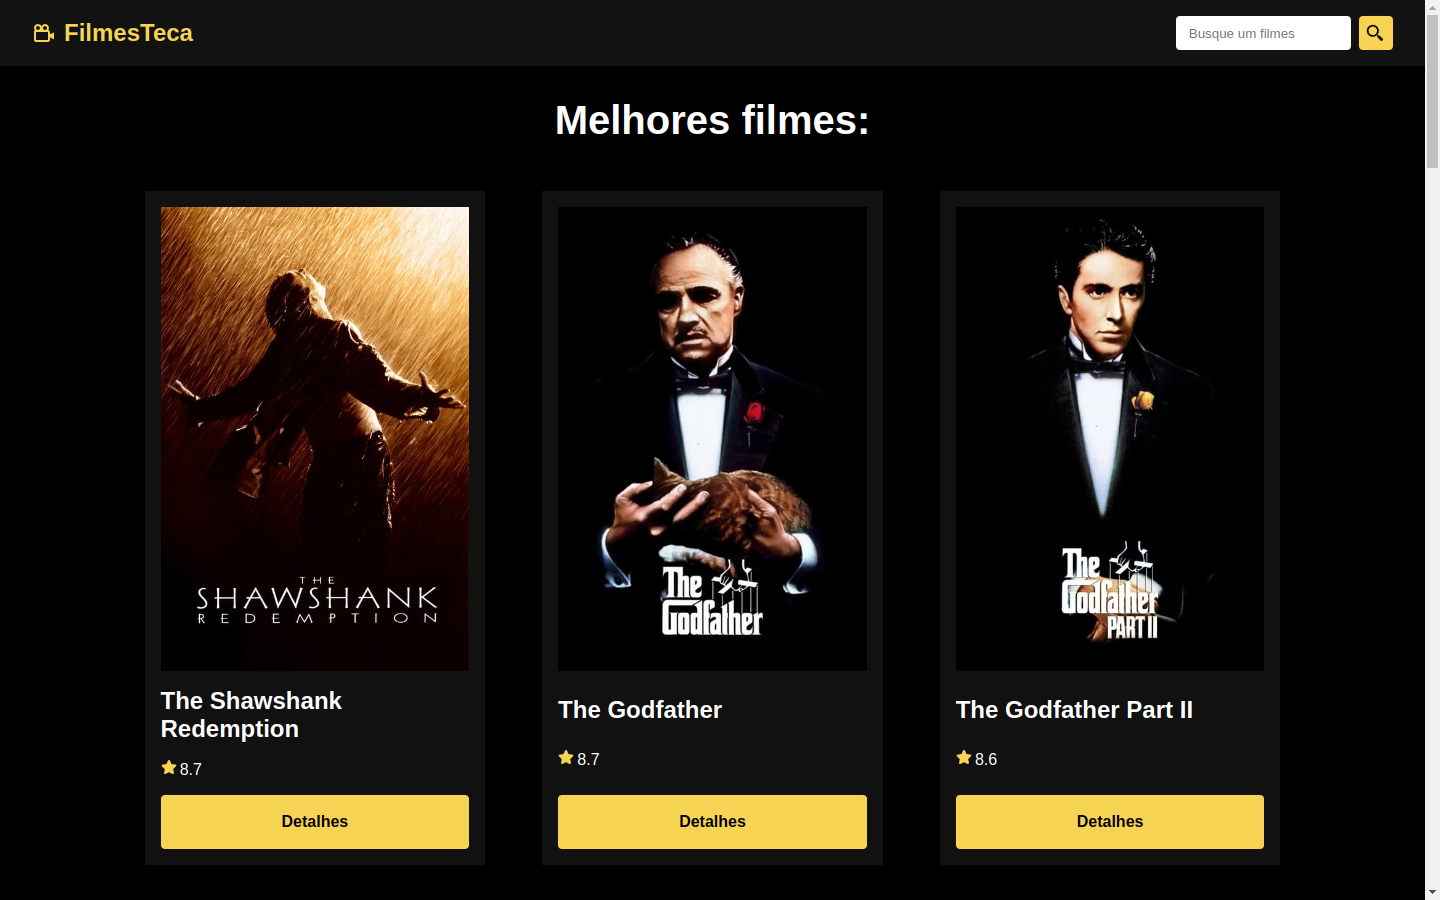 FilmesTeca
Busque um filmes
Melhores filmes:
THE
SHAWSHANK
REDEMPTION
The
Godfather
The
Godfather
PART II
The Shawshank
Redemption
8.7
Detalhes
The Godfather
8.7
Detalhes
The Godfather Part II
8.6
Detalhes